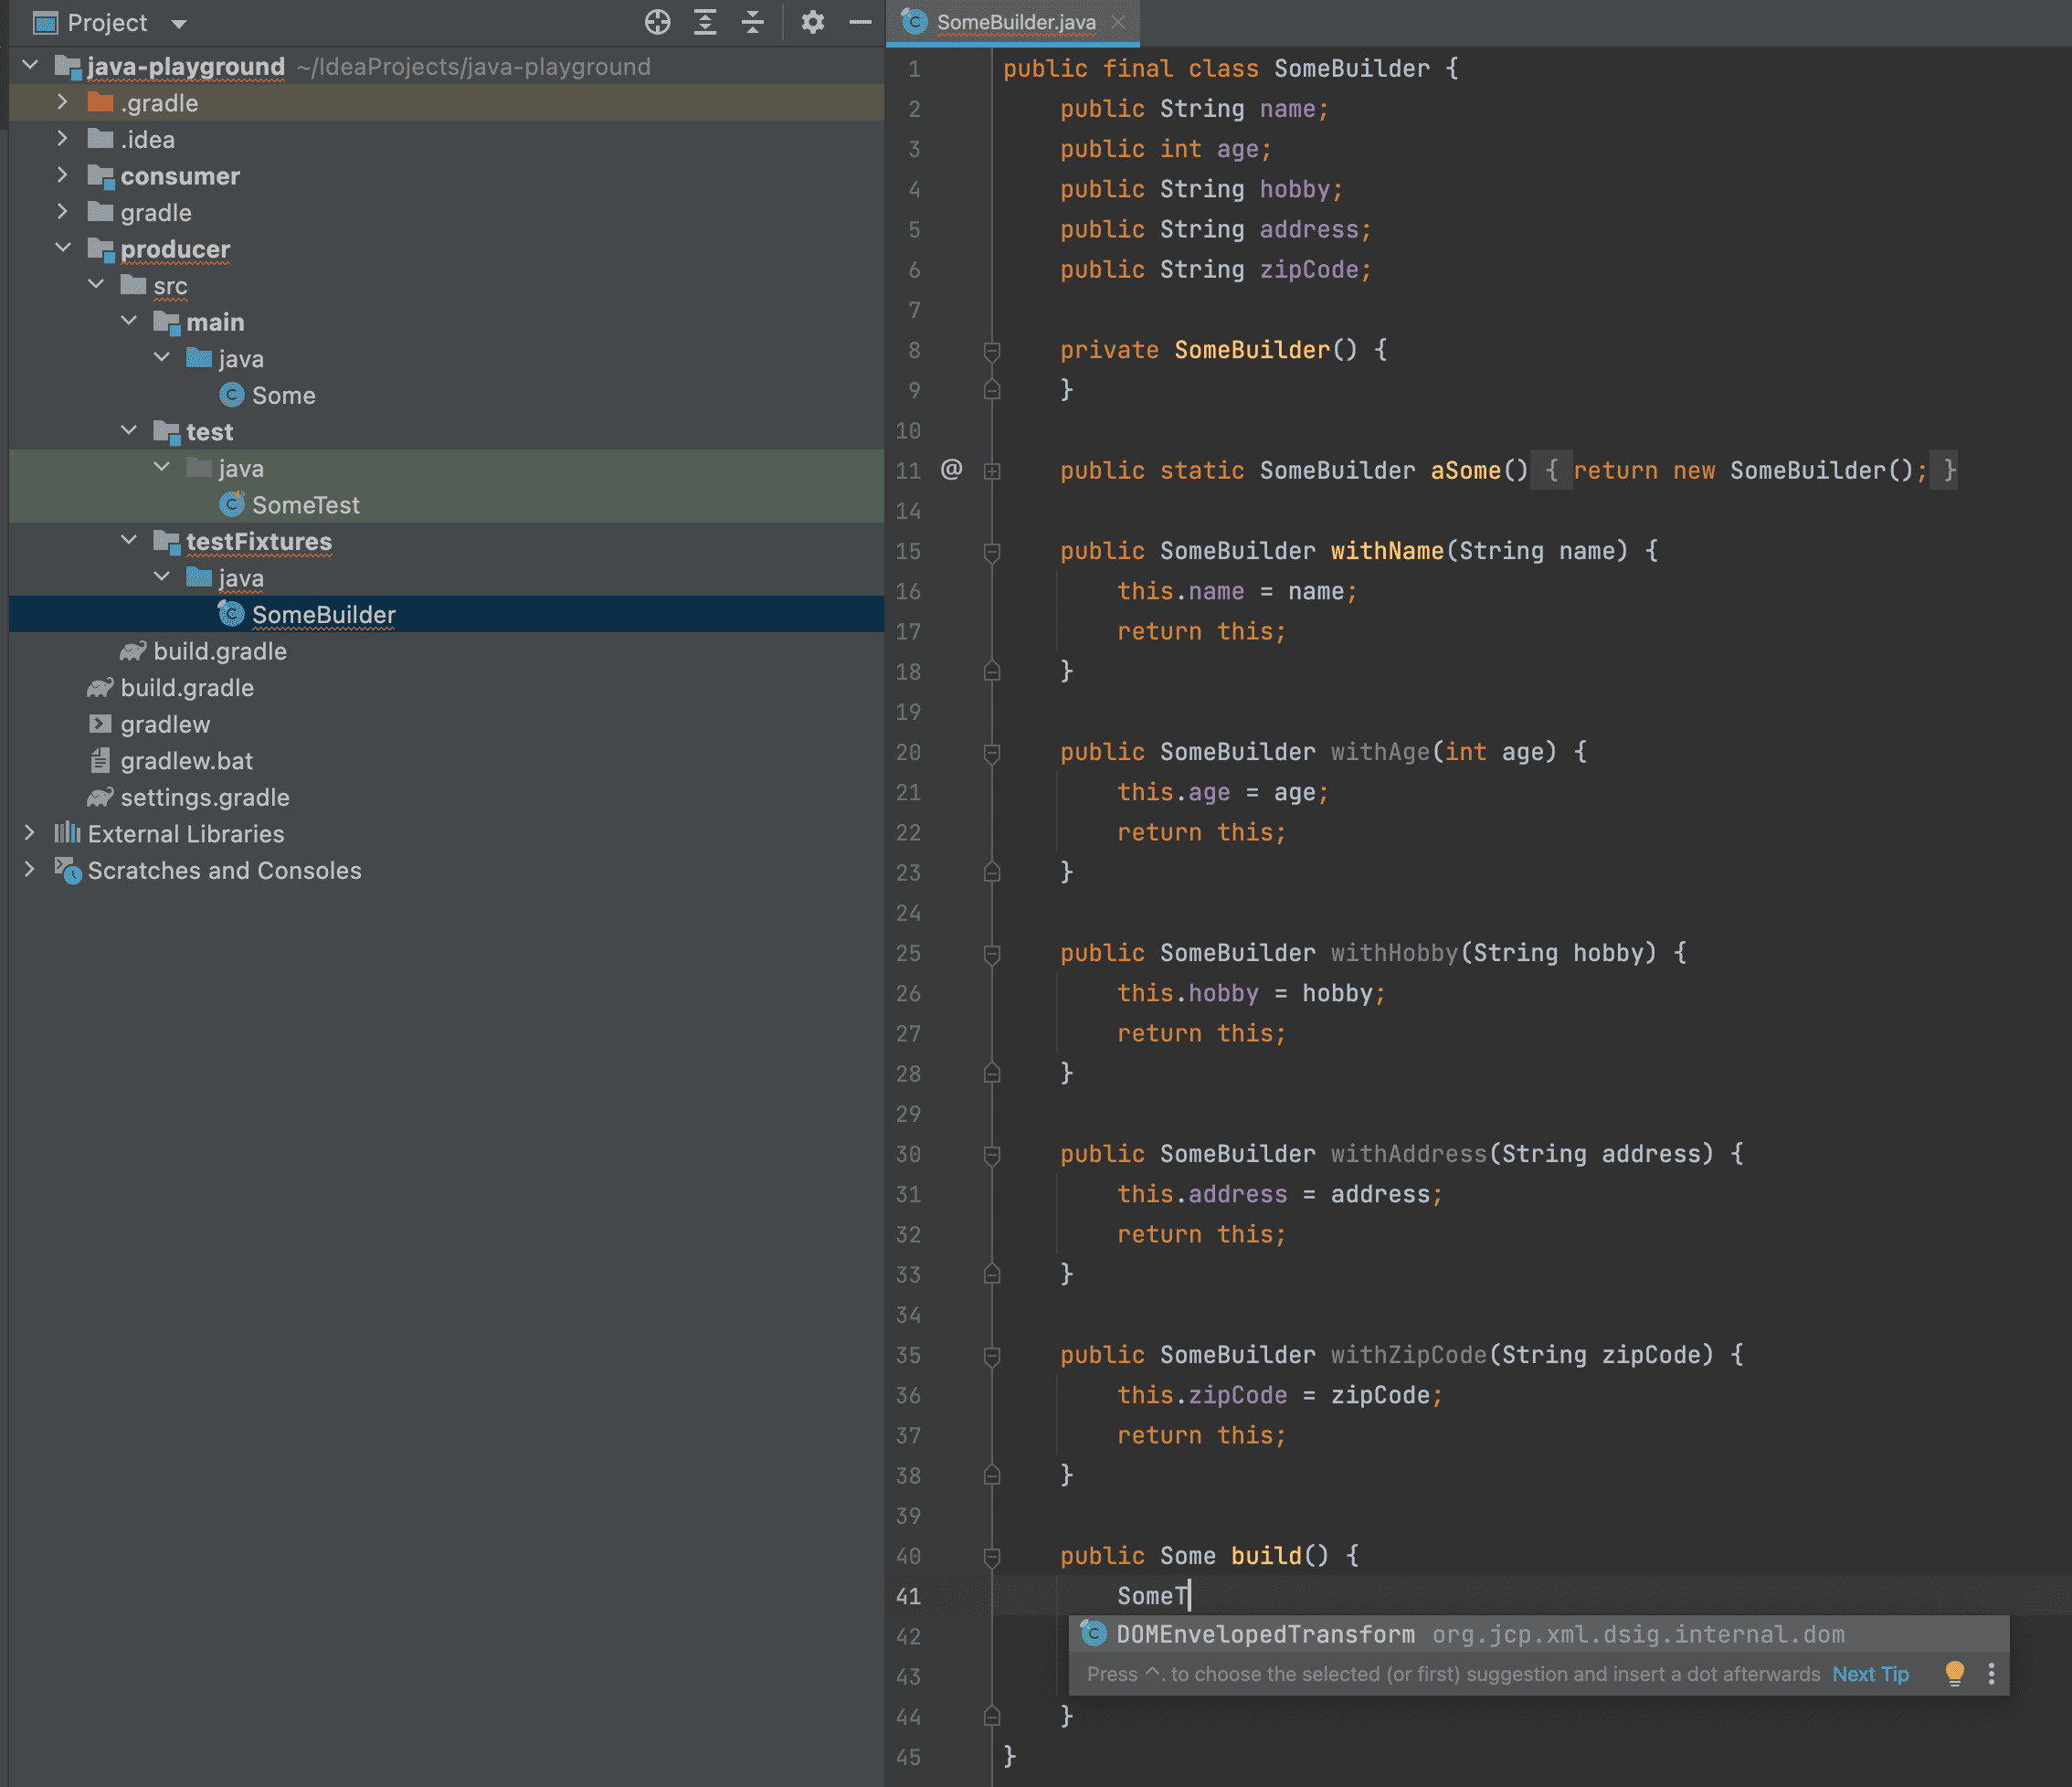 Project
java-playground ~/IdeaProjects/java-playground
.gradle
.idea
consumer
gradle
producer
src
main
java
Some
test
java
SomeTest
testFixtures
java
SomeBuilder
build.gradle
build.gradle
gradlew
gradlew.bat
settings.gradle
External Libraries
Scratches and Consoles
SomeBuilder.java
1 public final class SomeBuilder {
2 public String name;
3 public int age;
4 public String hobby;
5 public String address;
6 public String zipCode;
7
8 private SomeBuilder() {
9 }
10
11 @ public static SomeBuilder aSome() { return new SomeBuilder(); }
14
15 public SomeBuilder withName(String name) {
16 this.name = name;
17 return this;
18 }
19
20 public SomeBuilder withAge(int age) {
21 this.age = age;
22 return this;
23 }
24
25 public SomeBuilder withHobby(String hobby) {
26 this.hobby = hobby;
27 return this;
28 }
29
30 public SomeBuilder withAddress(String address) {
31 this.address = address;
32 return this;
33 }
34
35 public SomeBuilder withZipCode(String zipCode) {
36 this.zipCode = zipCode;
37 return this;
38 }
39
40 public Some build() {
41 SomeT
42 DOMEnvelopedTransform org.jcp.xml.dsig.internal.dom
43 Press ^. to choose the selected (or first) suggestion and insert a dot afterwards Next Tip
44 }
45 }